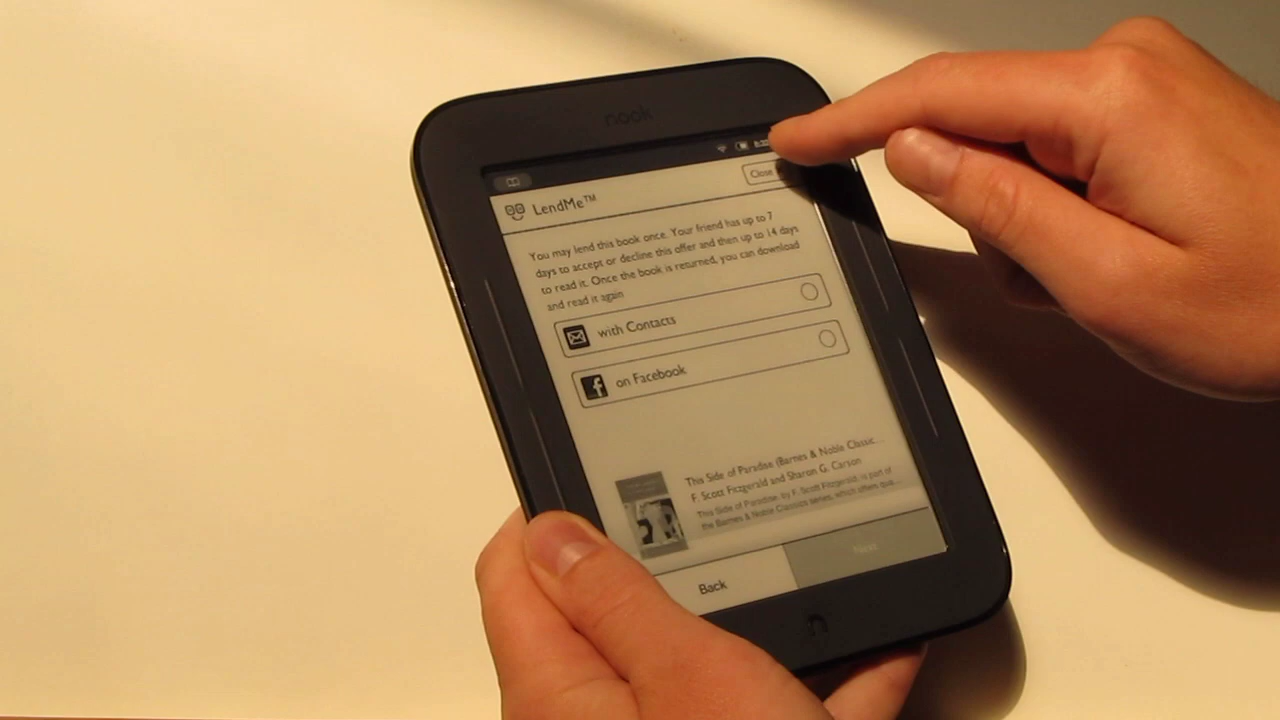 nook
Close
LendMe™
You may lend this book once. Your friend has up to 7
days to accept or decline this offer and then up to 14 days
to read it. Once the book is returned, you can download
and read it again
with Contacts
on Facebook
This Side of Paradise (Barnes & Noble Classic...
F. Scott Fitzgerald and Sharon G. Carson
This Side of Paradise, by F. Scott Fitzgerald, is part of
the Barnes & Noble Classics series, which offers qua...
Back
Next